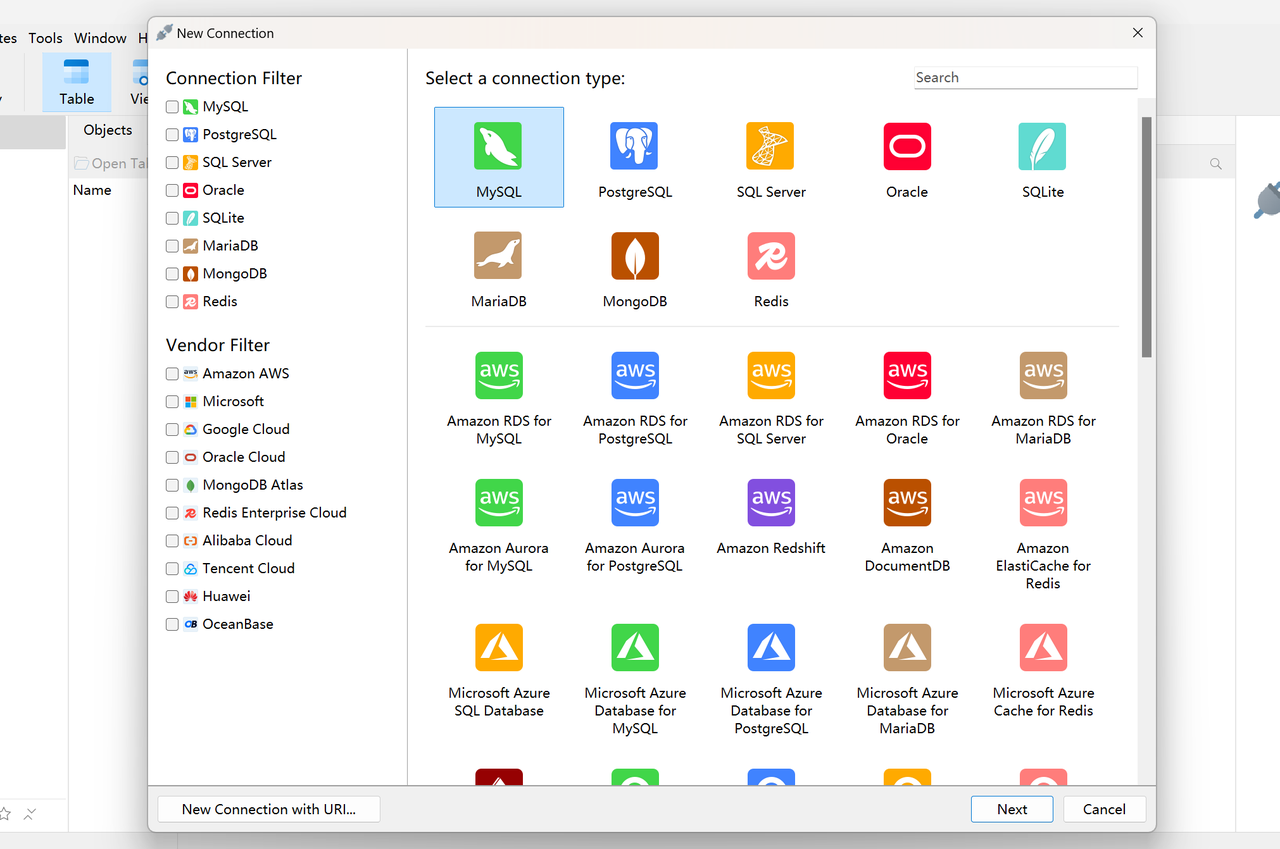 tes Tools Window H
New Connection
Table
Vie
Objects
Open Tal
Name
Connection Filter
MySQL
PostgreSQL
SQL Server
Oracle
SQLite
MariaDB
MongoDB
Redis
Vendor Filter
Amazon AWS
Microsoft
Google Cloud
Oracle Cloud
MongoDB Atlas
Redis Enterprise Cloud
Alibaba Cloud
Tencent Cloud
Huawei
OceanBase
Select a connection type:
Search
MySQL
PostgreSQL
SQL Server
Oracle
SQLite
MariaDB
MongoDB
Redis
aws
aws
aws
aws
aws
Amazon RDS for
MySQL
Amazon RDS for
PostgreSQL
Amazon RDS for
SQL Server
Amazon RDS for
Oracle
Amazon RDS for
MariaDB
aws
aws
aws
aws
aws
Amazon Aurora
for MySQL
Amazon Aurora
for PostgreSQL
Amazon Redshift
Amazon
DocumentDB
Amazon
ElastiCache for
Redis
Microsoft Azure
SQL Database
Microsoft Azure
Database for
MySQL
Microsoft Azure
Database for
PostgreSQL
Microsoft Azure
Database for
MariaDB
Microsoft Azure
Cache for Redis
New Connection with URI...
Next
Cancel